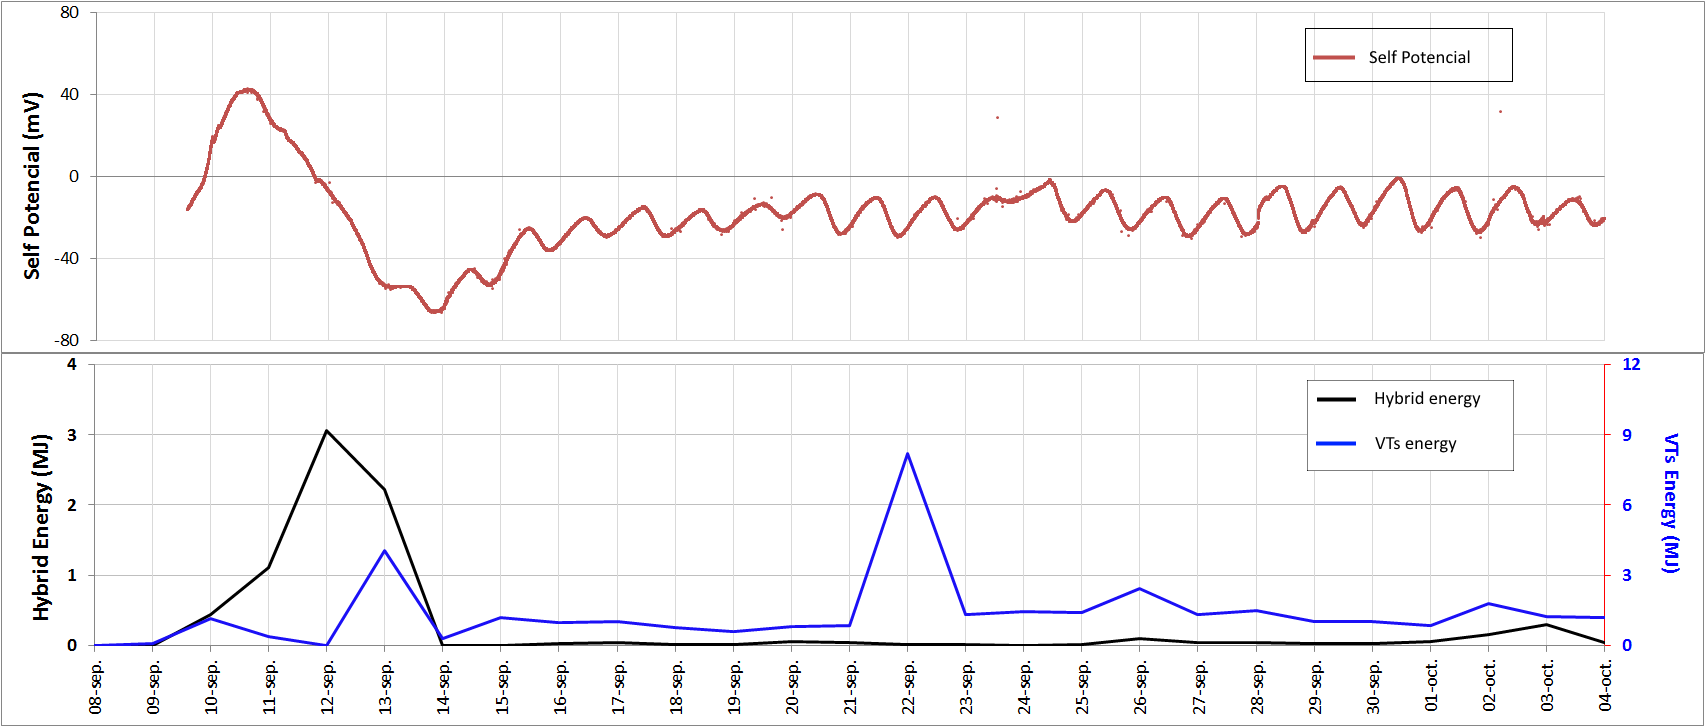 80
40
0
-40
-80
Self Potencial (mV)
Self Potencial
4
3
2
1
0
Hybrid Energy (MJ)
Hybrid energy
VTs energy
12
9
6
3
0
VTs Energy (MJ)
08-sep.
09-sep.
10-sep.
11-sep.
12-sep.
13-sep.
14-sep.
15-sep.
16-sep.
17-sep.
18-sep.
19-sep.
20-sep.
21-sep.
22-sep.
23-sep.
24-sep.
25-sep.
26-sep.
27-sep.
28-sep.
29-sep.
30-sep.
01-oct.
02-oct.
03-oct.
04-oct.